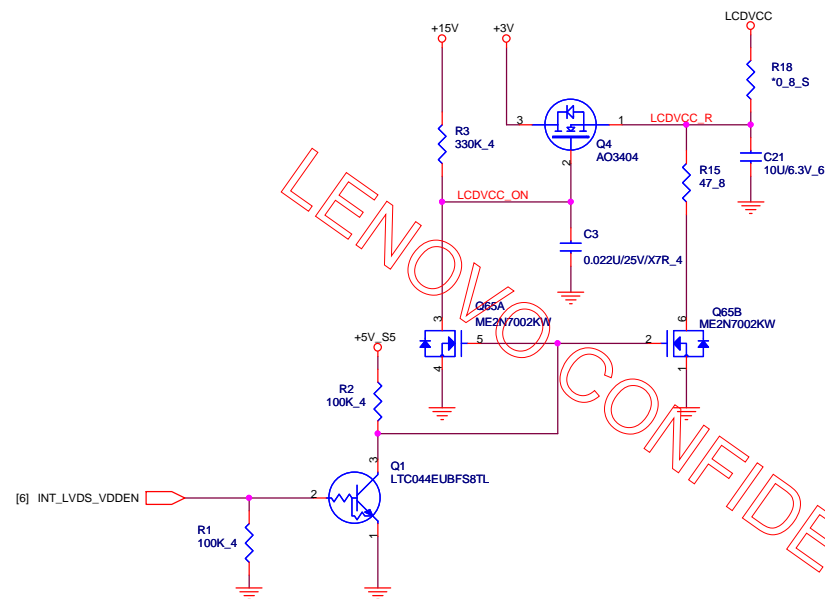 LCDVCC
+15V
+3V
R18
*0_8_S
3
1
LCDVCC_R
R3
330K_4
Q4
AO3404
2
C21
10U/6.3V_6
R15
47_8
LCDVCC_ON
C3
0.022U/25V/X7R_4
Q65A
ME2N7002KW
3
5
4
Q65B
ME2N7002KW
6
2
1
+5V_S5
R2
100K_4
3
Q1
LTC044EUBFS8TL
[6] INT_LVDS_VDDEN
2
1
R1
100K_4
LENOVO CONFIDE